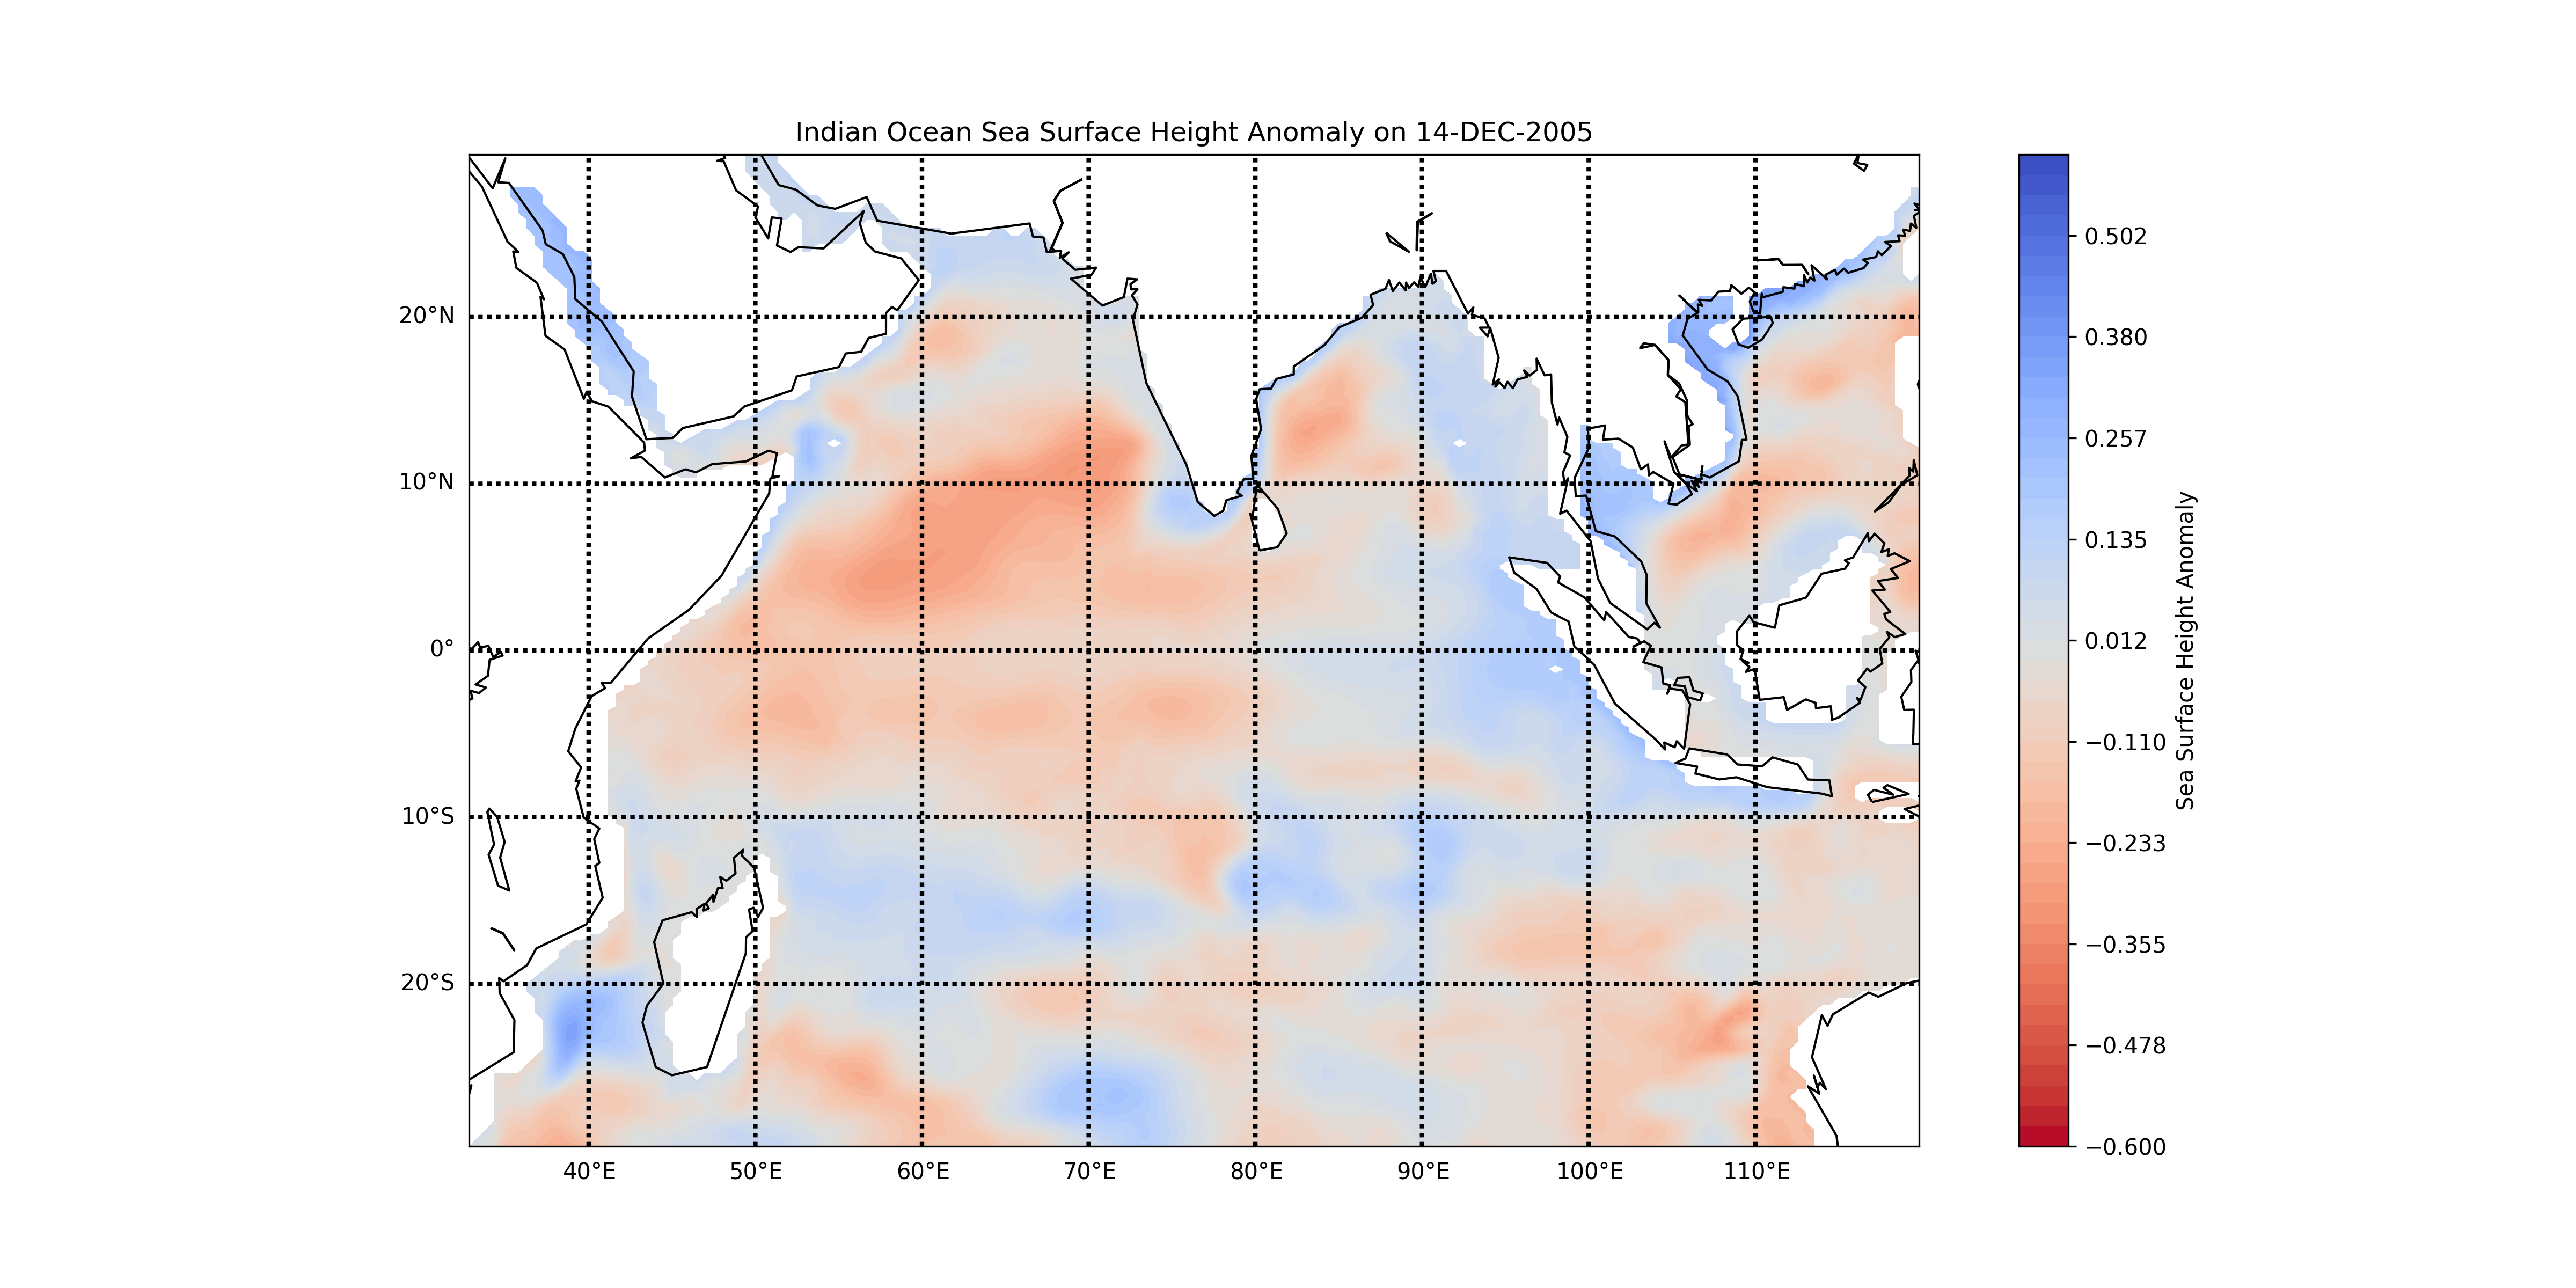 Indian Ocean Sea Surface Height Anomaly on 14-DEC-2005
20°N
10°N
0°
10°S
20°S
40°E
50°E
60°E
70°E
80°E
90°E
100°E
110°E
0.502
0.380
0.257
0.135
0.012
−0.110
−0.233
−0.355
−0.478
−0.600
Sea Surface Height Anomaly